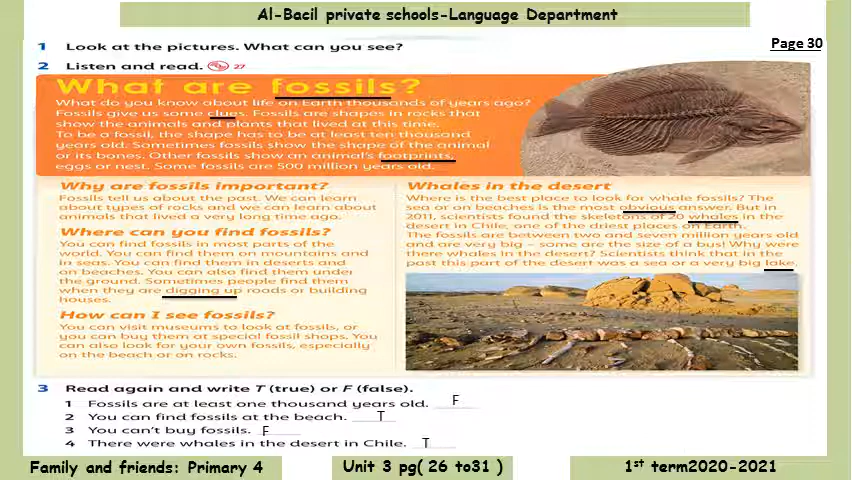 Al-Bacil private schools-Language Department
Page 30
1 Look at the pictures. What can you see?
2 Listen and read. 27
What are fossils?
What do you know about life on Earth thousands of years ago?
Fossils give us some clues. Fossils are shapes in rocks that
show the animals and plants that lived at this time.
To be a fossil, the shape has to be at least ten thousand
years old. Sometimes fossils show the shape of the animal
or its bones. Other fossils show an animal's footprints,
eggs or nest. Some fossils are 500 million years old.
Why are fossils important?
Fossils tell us about the past. We can learn
about types of rocks and we can learn about
animals that lived a very long time ago.
Where can you find fossils?
You can find fossils in most parts of the
world. You can find them on mountains and
in seas. You can find them in deserts and
on beaches. You can also find them under
the ground. Sometimes people find them
when they are digging up roads or building
houses.
How can I see fossils?
You can visit museums to look at fossils, or
you can buy them at special fossil shops. You
can also look for your own fossils, especially
on the beach or on rocks.
Whales in the desert
Where is the best place to look for whale fossils? The
sea or on beaches is the most obvious answer. But in
2011, scientists found the skeletons of 20 whales in the
desert in Chile, one of the driest places on Earth.
The fossils are between two and seven million years old
and are very big – some are the size of a bus! Why were
there whales in the desert? Scientists think that in the
past this part of the desert was a sea or a very big lake.
3 Read again and write T (true) or F (false).
1 Fossils are at least one thousand years old. F
2 You can find fossils at the beach. T
3 You can't buy fossils. F
4 There were whales in the desert in Chile. T
Family and friends: Primary 4
Unit 3 pg( 26 to31 )
1st term2020-2021